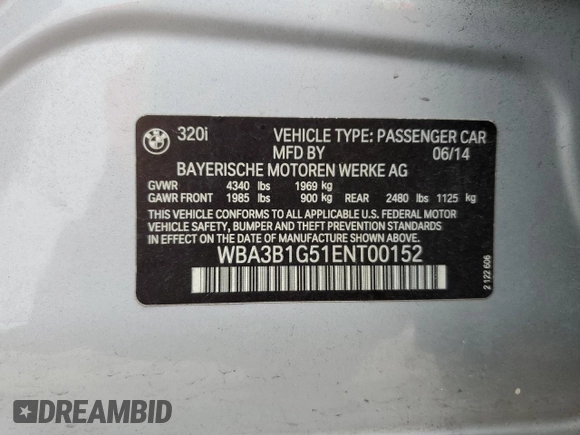 BMW
320i
VEHICLE TYPE: PASSENGER CAR
MFD BY 06/14
BAYERISCHE MOTOREN WERKE AG
GVWR 4340 lbs 1969 kg
GAWR FRONT 1985 lbs 900 kg REAR 2480 lbs 1125 kg
THIS VEHICLE CONFORMS TO ALL APPLICABLE U.S. FEDERAL MOTOR
VEHICLE SAFETY, BUMPER AND THEFT PREVENTION STANDARDS
IN EFFECT ON THE DATE OF MANUFACTURE SHOWN ABOVE.
WBA3B1G51ENT00152
2 122 606
DREAMBID